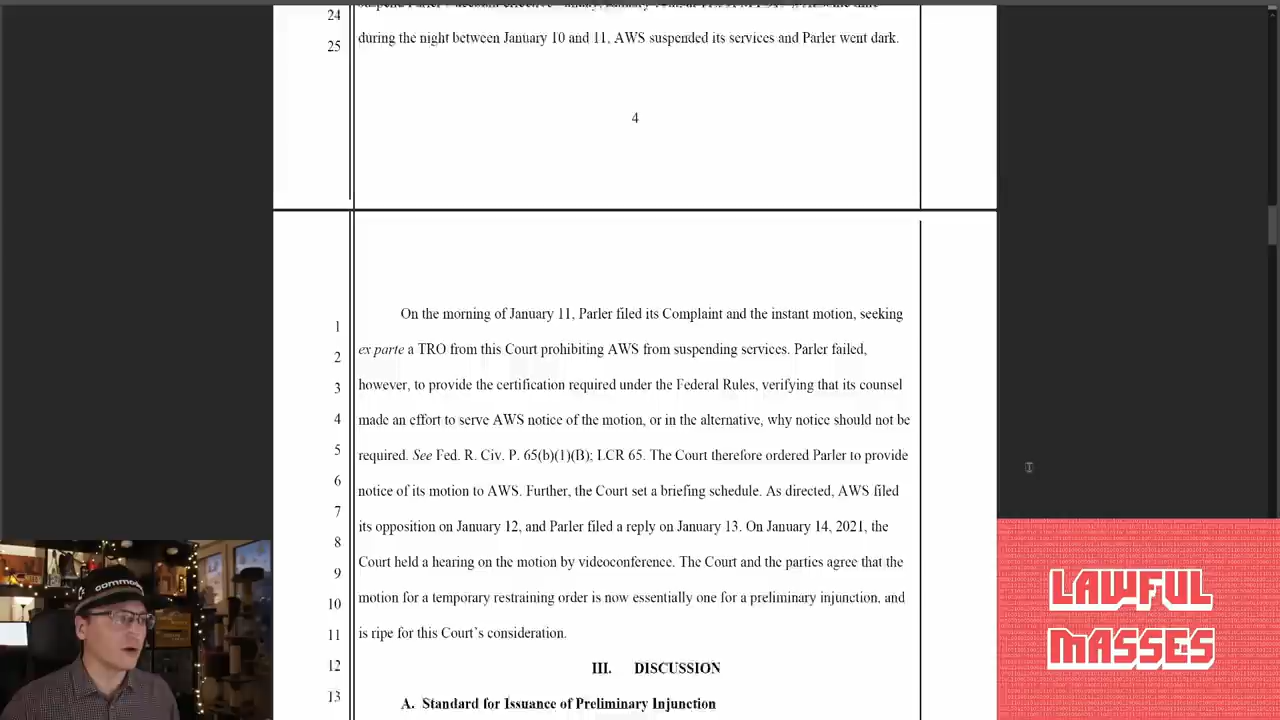 24
25
during the night between January 10 and 11, AWS suspended its services and Parler went dark.
4
On the morning of January 11, Parler filed its Complaint and the instant motion, seeking
1
ex parte a TRO from this Court prohibiting AWS from suspending services. Parler failed,
2
however, to provide the certification required under the Federal Rules, verifying that its counsel
3
made an effort to serve AWS notice of the motion, or in the alternative, why notice should not be
4
required. See Fed. R. Civ. P. 65(b)(1)(B); LCR 65. The Court therefore ordered Parler to provide
5
notice of its motion to AWS. Further, the Court set a briefing schedule. As directed, AWS filed
6
its opposition on January 12, and Parler filed a reply on January 13. On January 14, 2021, the
7
Court held a hearing on the motion by videoconference. The Court and the parties agree that the
8
9
motion for a temporary restraining order is now essentially one for a preliminary injunction, and
10
is ripe for this Court's consideration.
11
III. DISCUSSION
12
A. Standard for Issuance of Preliminary Injunction
13
LAWFUL
MASSES